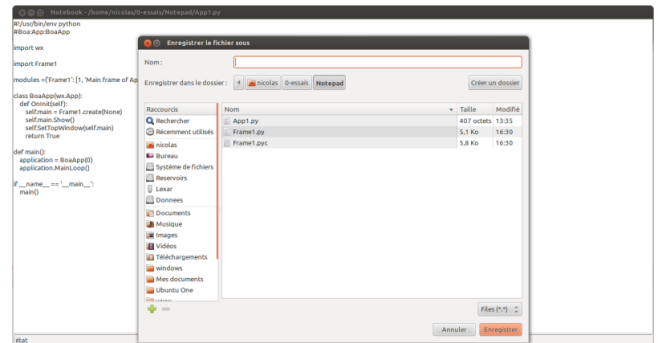 Notebook - /home/nicolas/0-essais/Notepad/App1.py
#!/usr/bin/env python
#Boa:App:BoaApp
import wx
import Frame1
modules ={'Frame1': [1, 'Main frame of Ap
class BoaApp(wx.App):
def OnInit(self):
self.main = Frame1.create(None)
self.main.Show()
self.SetTopWindow(self.main)
return True
def main():
application = BoaApp(0)
application.MainLoop()
if __name__ == '__main__':
main()
état
Enregistrer le fichier sous
Nom :
Enregistrer dans le dossier : nicolas 0-essais Notepad Créer un dossier
Raccourcis
Rechercher
Récemment utilisés
nicolas
Bureau
Système de fichiers
Reservoirs
Lexar
Donnees
Documents
Musique
Images
Vidéos
Téléchargements
windows
Mes documents
Ubuntu One
Nom Taille Modifié
App1.py 407 octets 13:35
Frame1.py 5,1 Ko 16:30
Frame1.pyc 5,8 Ko 16:30
Files (*.*)
Annuler Enregistrer